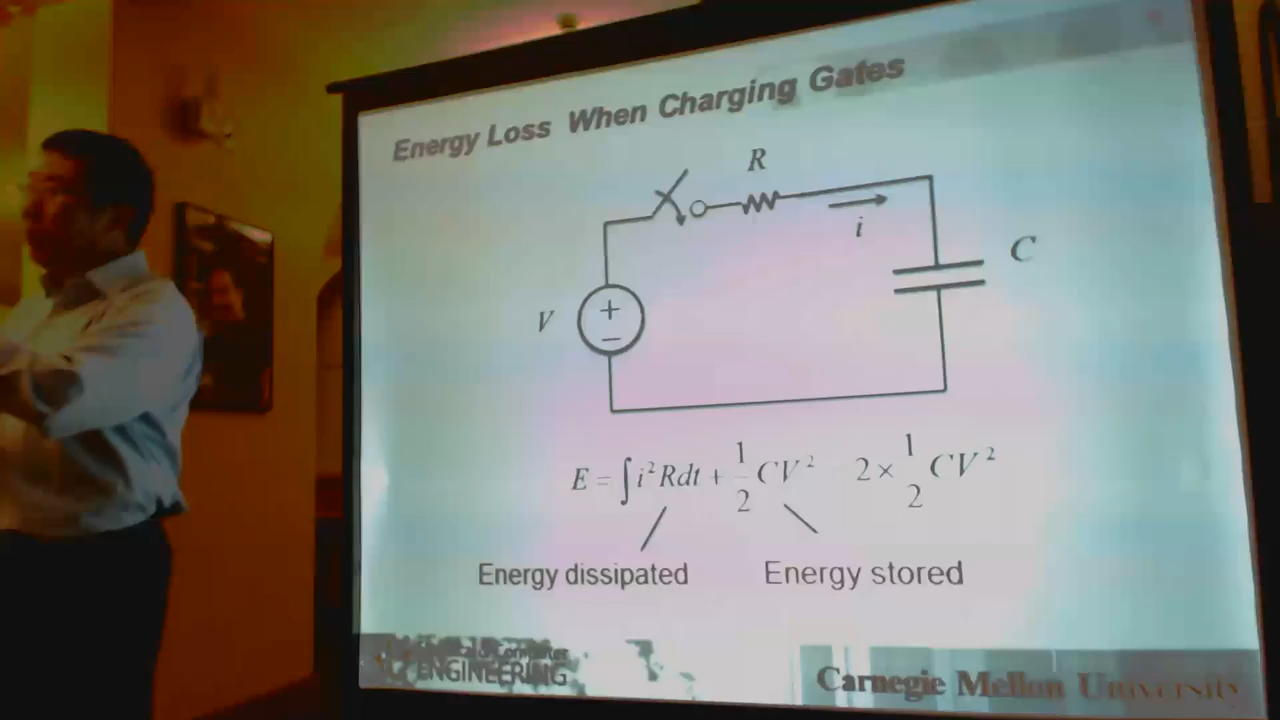 Energy Loss When Charging Gates
R
i
C
V
+
−
E = ∫i²Rdt + 1/2 CV² 2 × 1/2 CV²
Energy dissipated
Energy stored
ENGINEERING
Carnegie Mellon University